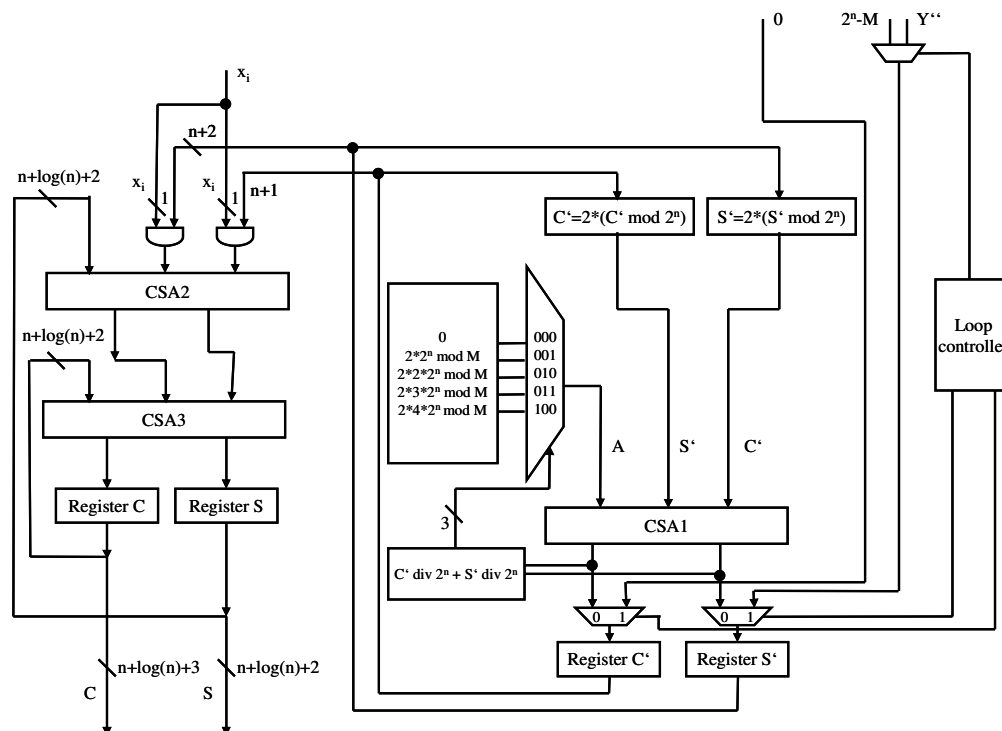 0
2ⁿ-M Y‘‘
xᵢ
n+2
n+log(n)+2
xᵢ
1
xᵢ
1
n+1
C‘=2*(C‘ mod 2ⁿ)
S‘=2*(S‘ mod 2ⁿ)
CSA2
n+log(n)+2
0
2*2ⁿ mod M
2*2*2ⁿ mod M
2*3*2ⁿ mod M
2*4*2ⁿ mod M
000
001
010
011
100
Loop
controller
CSA3
A
S‘
C‘
Register C
Register S
3
CSA1
C‘ div 2ⁿ + S‘ div 2ⁿ
0 1
0 1
Register C‘
Register S‘
n+log(n)+3
n+log(n)+2
C
S